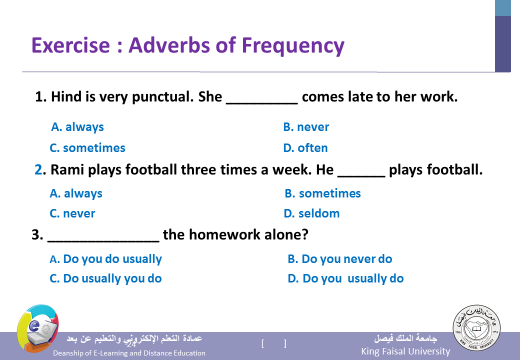 Exercise : Adverbs of Frequency
1. Hind is very punctual. She _________ comes late to her work.
A. always B. never
C. sometimes D. often
2. Rami plays football three times a week. He ______ plays football.
A. always B. sometimes
C. never D. seldom
3. ______________ the homework alone?
A. Do you do usually B. Do you never do
C. Do usually you do D. Do you usually do
عمادة التعلم الإلكتروني والتعليم عن بعد
Deanship of E-Learning and Distance Education
[ ]
جامعة الملك فيصل
King Faisal University